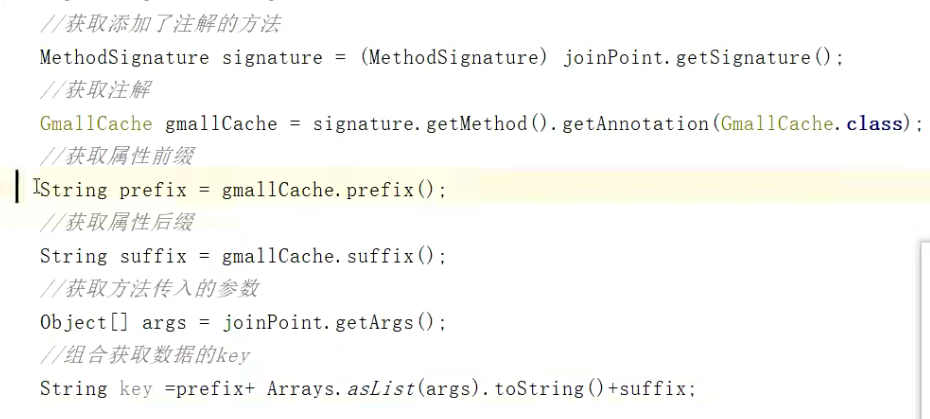 //获取添加了注解的方法
MethodSignature signature = (MethodSignature) joinPoint.getSignature();
//获取注解
GmallCache gmallCache = signature.getMethod().getAnnotation(GmallCache.class);
//获取属性前缀
String prefix = gmallCache.prefix();
//获取属性后缀
String suffix = gmallCache.suffix();
//获取方法传入的参数
Object[] args = joinPoint.getArgs();
//组合获取数据的key
String key =prefix+ Arrays.asList(args).toString()+suffix;